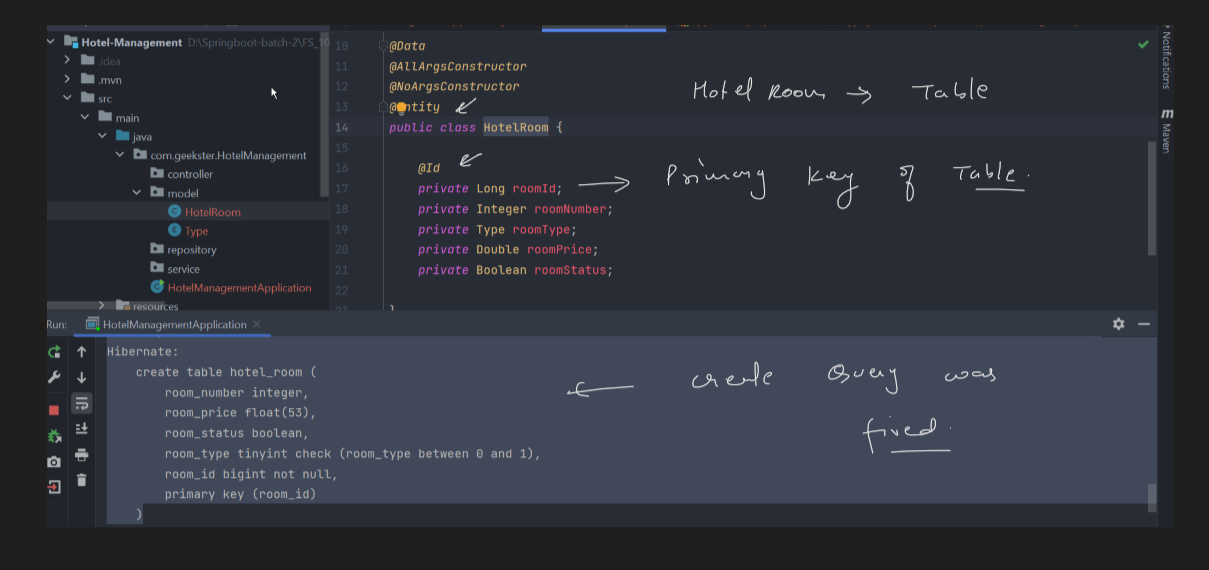 Hotel-Management D:\Springboot-batch-2\FS_10
.idea
.mvn
src
main
java
com.geekster.HotelManagement
controller
model
HotelRoom
Type
repository
service
HotelManagementApplication
resources
10 @Data
11 @AllArgsConstructor
12 @NoArgsConstructor
13 @Entity
14 public class HotelRoom {
15
16 @Id
17 private Long roomId;
18 private Integer roomNumber;
19 private Type roomType;
20 private Double roomPrice;
21 private Boolean roomStatus;
22
23 }
Hotel Room → Table
→ Primary Key of Table.
Notifications
m Maven
Run: HotelManagementApplication ×
Hibernate:
create table hotel_room (
room_number integer,
room_price float(53),
room_status boolean,
room_type tinyint check (room_type between 0 and 1),
room_id bigint not null,
primary key (room_id)
)
← create Query was
fired.